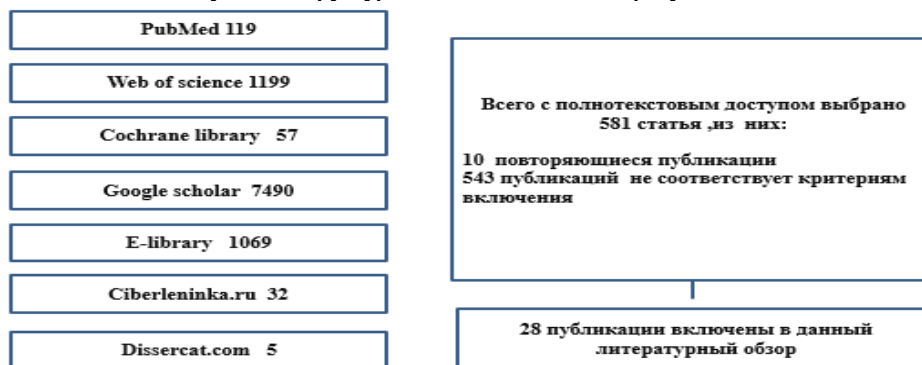 PubMed 119
Web of science 1199
Cochrane library 57
Google scholar 7490
E-library 1069
Ciberleninka.ru 32
Dissercat.com 5
Всего с полнотекстовым доступом выбрано
581 статья ,из них:
10 повторяющиеся публикации
543 публикаций не соответствует критериям
включения
28 публикации включены в данный
литературный обзор